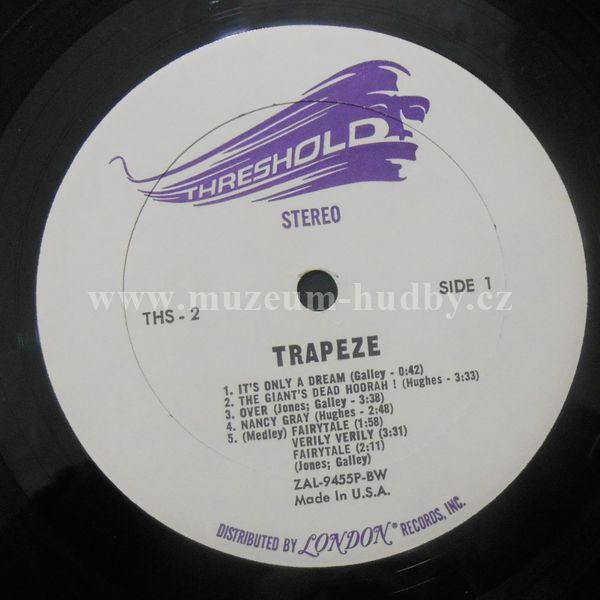 THRESHOLD
STEREO
SIDE 1
www.muzeum-hudby.cz
THS - 2
TRAPEZE
1. IT'S ONLY A DREAM (Galley - 0:42)
2. THE GIANT'S DEAD HOORAH ! (Hughes - 3:33)
3. OVER (Jones; Galley - 3:38)
4. NANCY GRAY (Hughes - 2:48)
5. (Medley) FAIRYTALE (1:58)
VERILY VERILY (3:31)
FAIRYTALE (2:11)
(Jones; Galley)
ZAL-9455P-BW
Made In U.S.A.
DISTRIBUTED BY LONDON® RECORDS, INC.